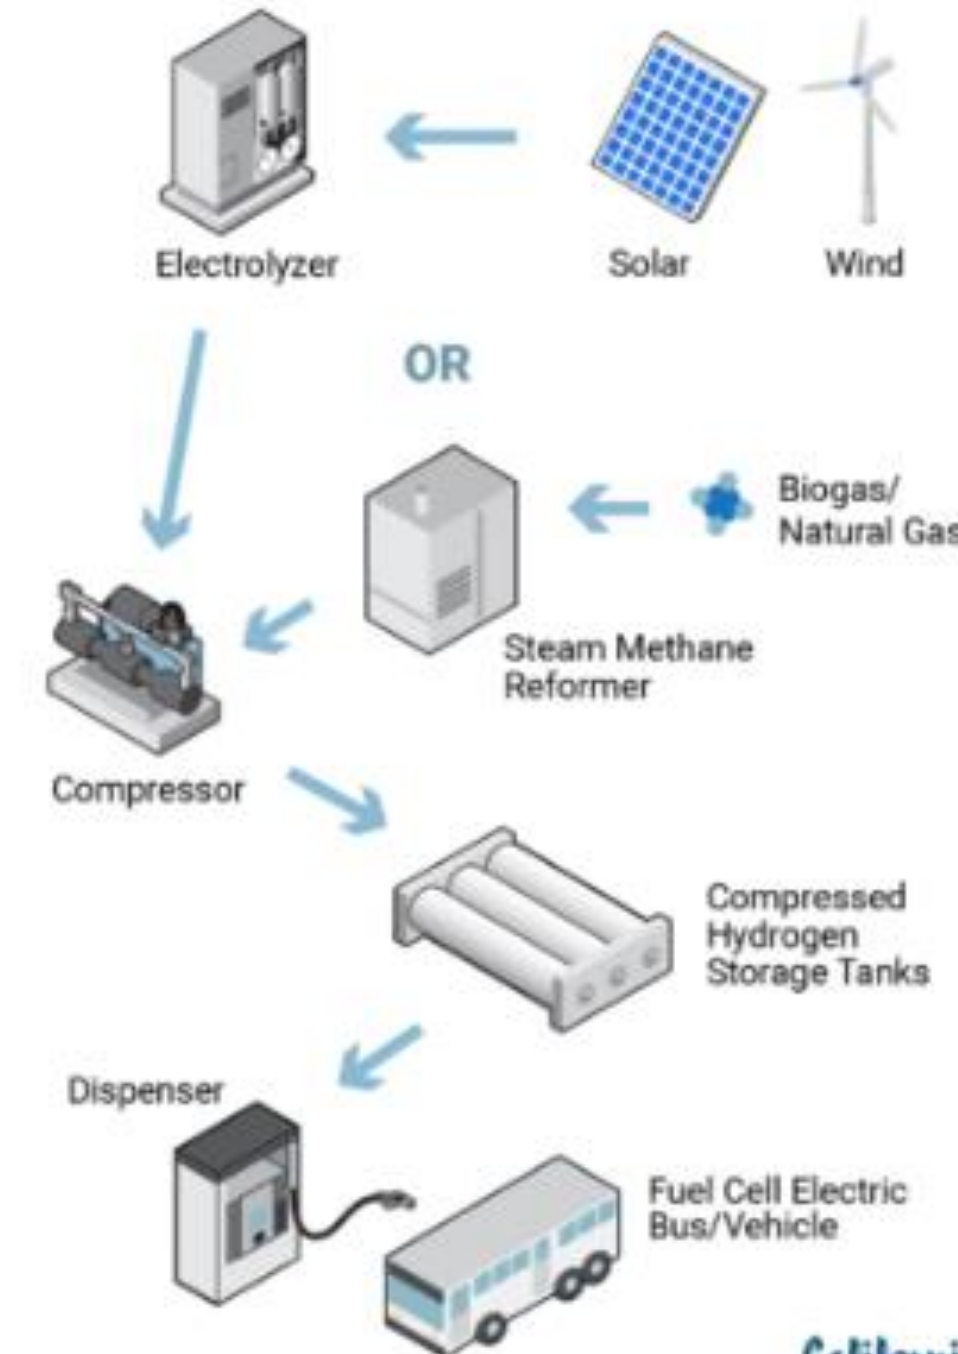 Electrolyzer
Solar
Wind
OR
Biogas/
Natural Gas
Steam Methane
Reformer
Compressor
Compressed
Hydrogen
Storage Tanks
Dispenser
Fuel Cell Electric
Bus/Vehicle